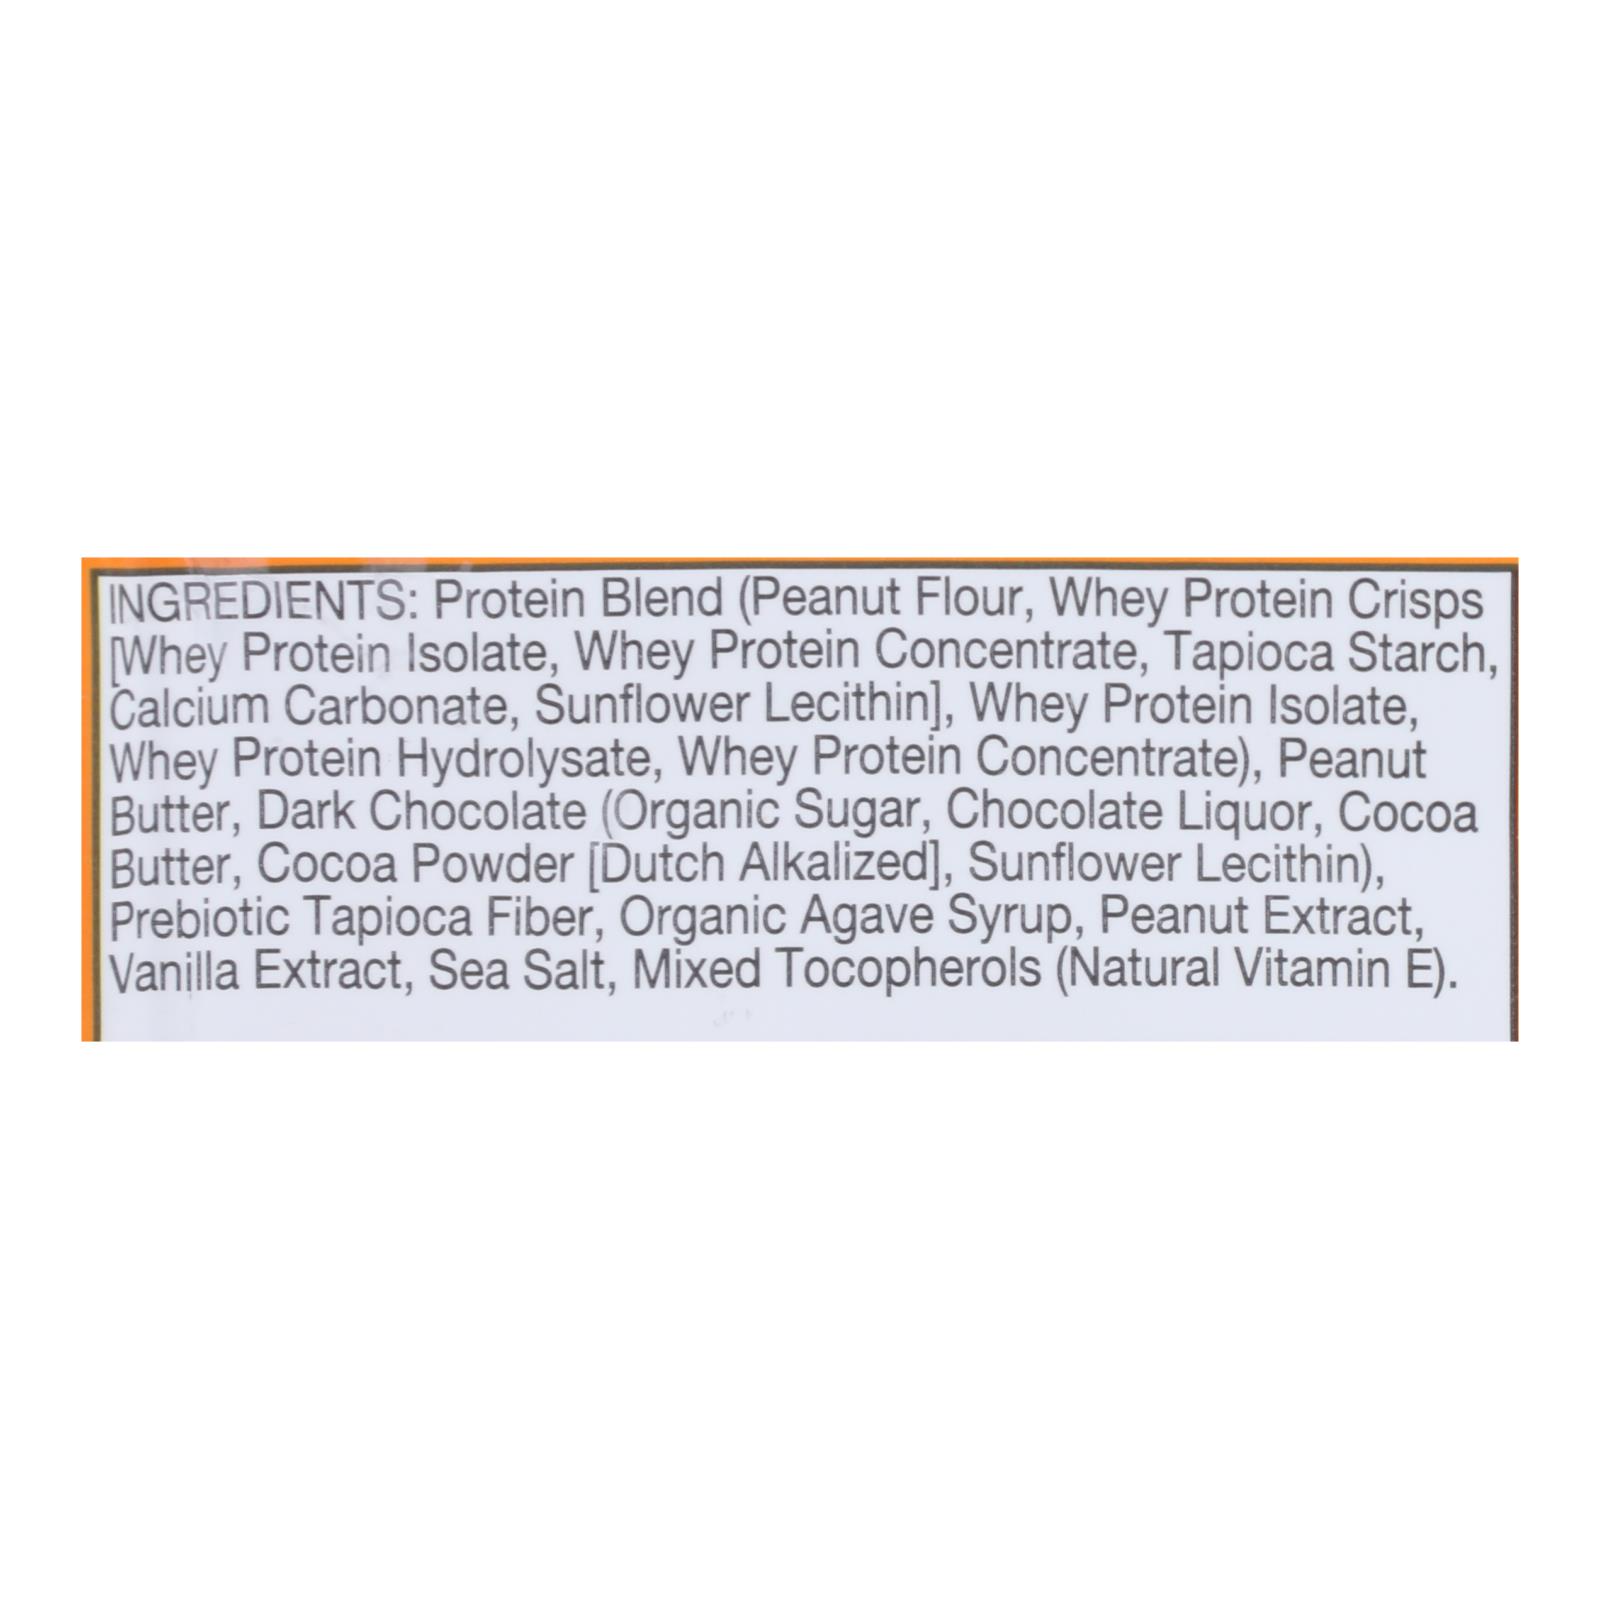 INGREDIENTS: Protein Blend (Peanut Flour, Whey Protein Crisps
[Whey Protein Isolate, Whey Protein Concentrate, Tapioca Starch,
Calcium Carbonate, Sunflower Lecithin], Whey Protein Isolate,
Whey Protein Hydrolysate, Whey Protein Concentrate), Peanut
Butter, Dark Chocolate (Organic Sugar, Chocolate Liquor, Cocoa
Butter, Cocoa Powder [Dutch Alkalized], Sunflower Lecithin),
Prebiotic Tapioca Fiber, Organic Agave Syrup, Peanut Extract,
Vanilla Extract, Sea Salt, Mixed Tocopherols (Natural Vitamin E).